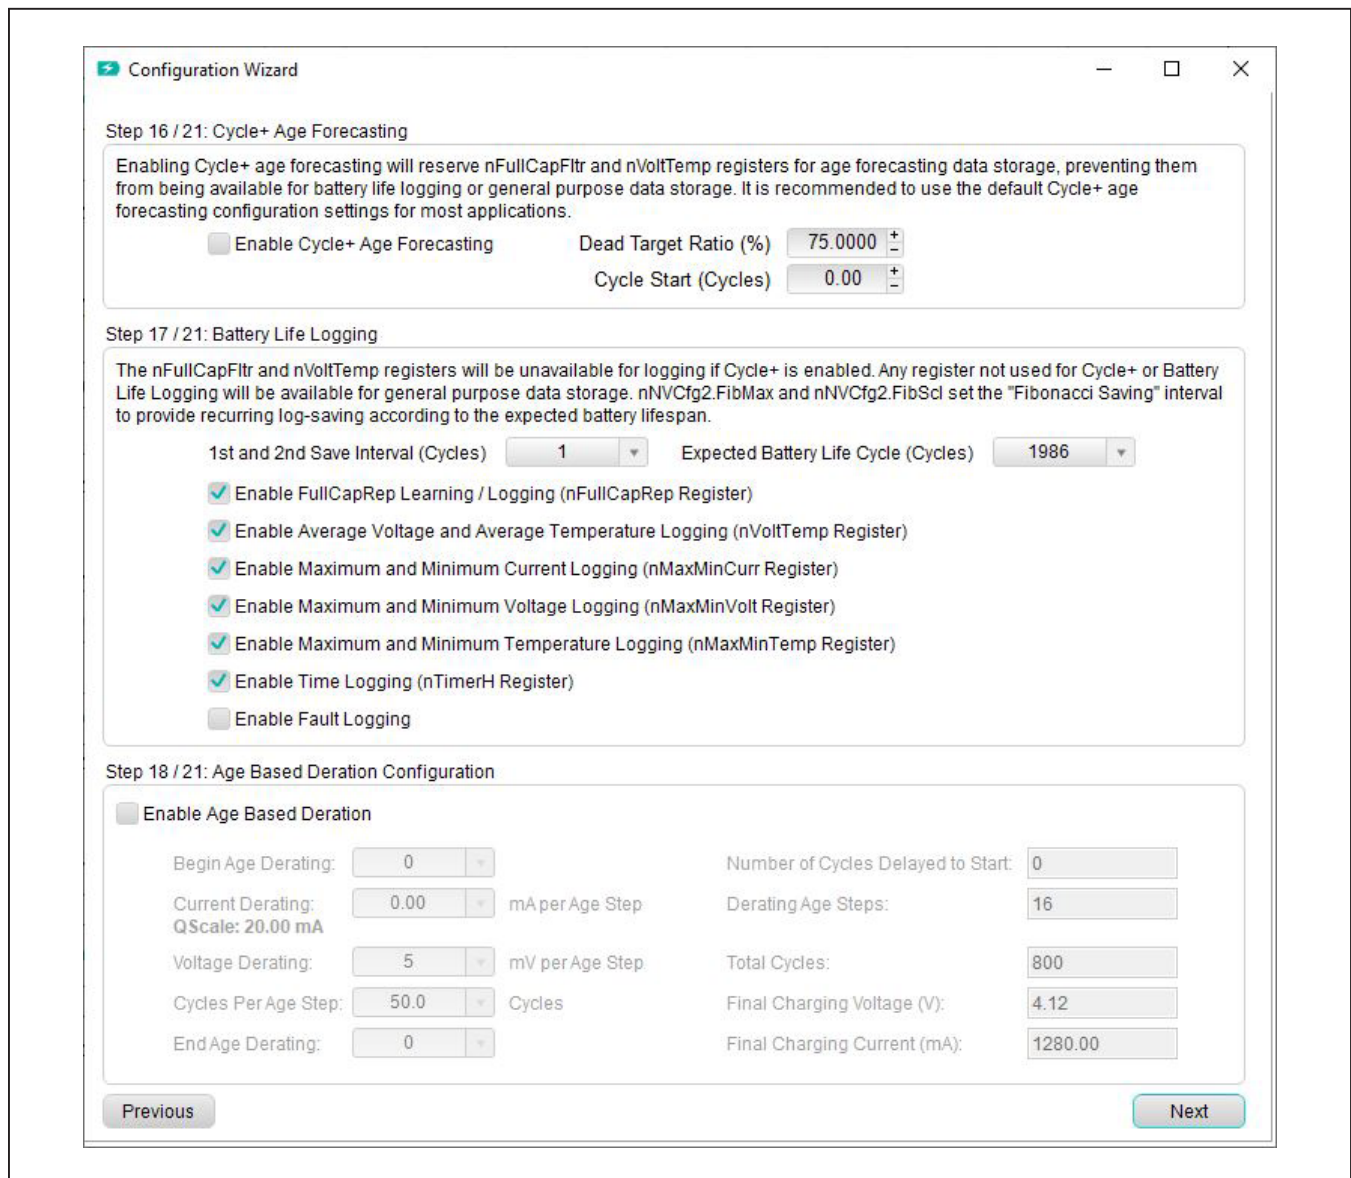 Configuration Wizard
Step 16 / 21: Cycle+ Age Forecasting
Enabling Cycle+ age forecasting will reserve nFullCapFltr and nVoltTemp registers for age forecasting data storage, preventing them
from being available for battery life logging or general purpose data storage. It is recommended to use the default Cycle+ age
forecasting configuration settings for most applications.
Enable Cycle+ Age Forecasting Dead Target Ratio (%) 75.0000 + −
Cycle Start (Cycles) 0.00 + −
Step 17 / 21: Battery Life Logging
The nFullCapFltr and nVoltTemp registers will be unavailable for logging if Cycle+ is enabled. Any register not used for Cycle+ or Battery
Life Logging will be available for general purpose data storage. nNVCfg2.FibMax and nNVCfg2.FibScl set the "Fibonacci Saving" interval
to provide recurring log-saving according to the expected battery lifespan.
1st and 2nd Save Interval (Cycles) 1 Expected Battery Life Cycle (Cycles) 1986
Enable FullCapRep Learning / Logging (nFullCapRep Register)
Enable Average Voltage and Average Temperature Logging (nVoltTemp Register)
Enable Maximum and Minimum Current Logging (nMaxMinCurr Register)
Enable Maximum and Minimum Voltage Logging (nMaxMinVolt Register)
Enable Maximum and Minimum Temperature Logging (nMaxMinTemp Register)
Enable Time Logging (nTimerH Register)
Enable Fault Logging
Step 18 / 21: Age Based Deration Configuration
Enable Age Based Deration
Begin Age Derating: 0 Number of Cycles Delayed to Start: 0
Current Derating: 0.00 mA per Age Step Derating Age Steps: 16
QScale: 20.00 mA
Voltage Derating: 5 mV per Age Step Total Cycles: 800
Cycles Per Age Step: 50.0 Cycles Final Charging Voltage (V): 4.12
End Age Derating: 0 Final Charging Current (mA): 1280.00
Previous Next